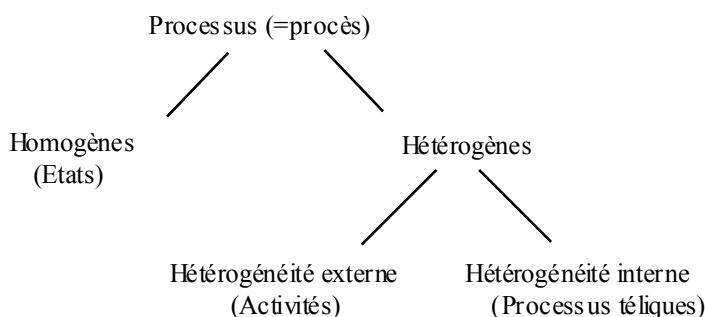 Processus (=procès)
Homogènes
(Etats)
Hétérogènes
Hétérogénéité externe
(Activités)
Hétérogénéité interne
(Processus téliques)